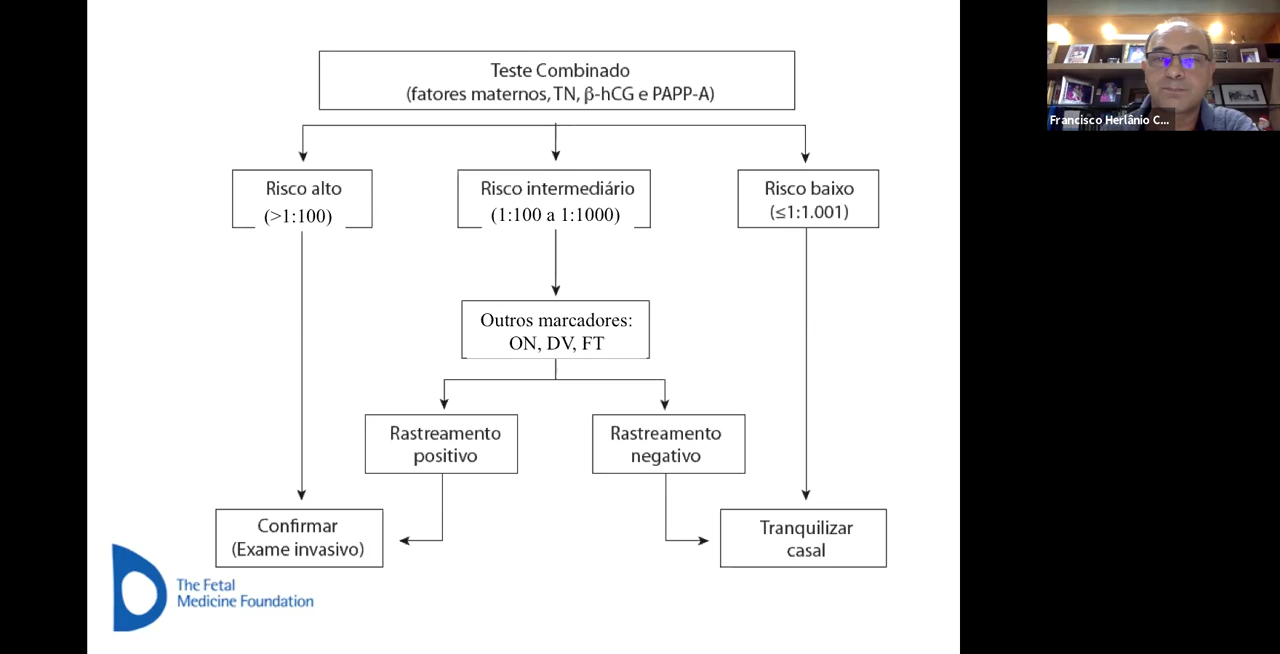 Teste Combinado
(fatores maternos, TN, β-hCG e PAPP-A)
Risco alto
(>1:100)
Risco intermediário
(1:100 a 1:1000)
Risco baixo
(≤1:1.001)
Outros marcadores:
ON, DV, FT
Rastreamento
positivo
Rastreamento
negativo
Confirmar
(Exame invasivo)
Tranquilizar
casal
The Fetal
Medicine Foundation
Francisco Herlânio C...